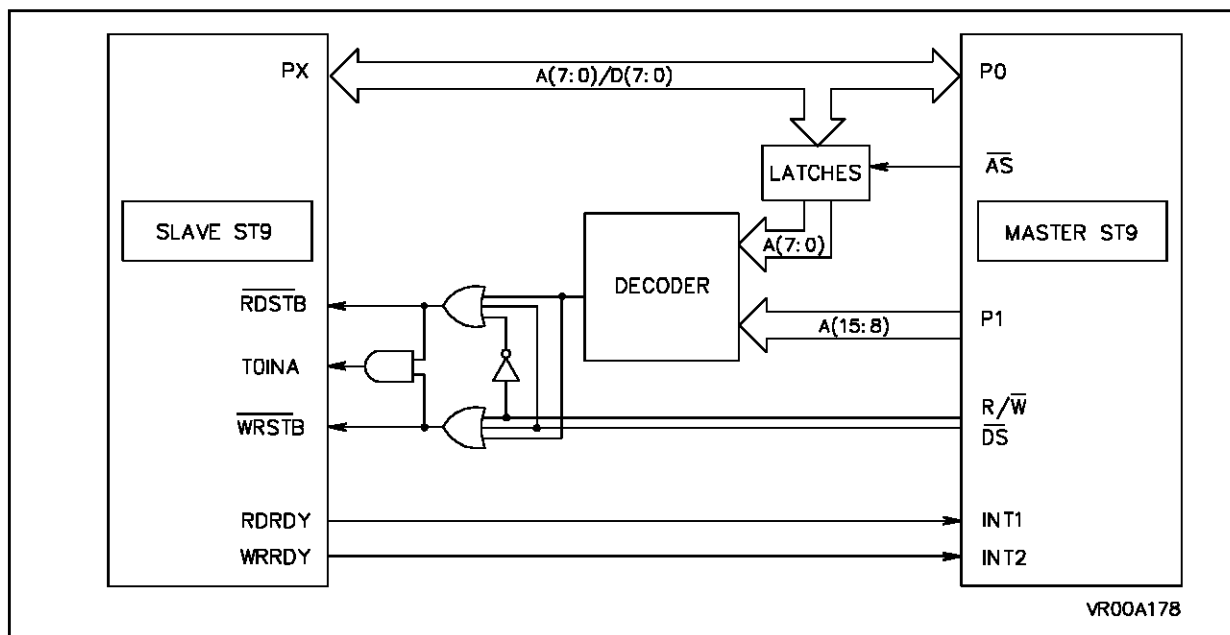 PX
A(7:0)/D(7:0)
P0
LATCHES
AS
SLAVE ST9
MASTER ST9
A(7:0)
DECODER
RDSTB
A(15:8)
P1
T0INA
R/W
WRSTB
DS
RDRDY
INT1
WRRDY
INT2
VR00A178